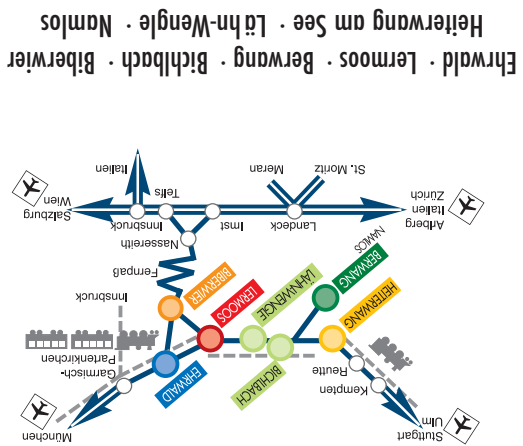 Stuttgart
Ulm
München
Kempten
Reutte
Garmisch-
Partenkirchen
Innsbruck
HEITERWANG
BICHLBACH
EHRWALD
BERWANG
NAMLOS
LÄHN/WENGLE
LERMOOS
BIBERWIER
Fernpaß
Nassereith
Arlberg
Italien
Zürich
Landeck
Imst
Telfs
Innsbruck
Salzburg
Wien
St. Moritz
Meran
Italien
Ehrwald · Lermoos · Berwang · Bichlbach · Biberwier
Heiterwang am See · Lähn-Wengle · Namlos